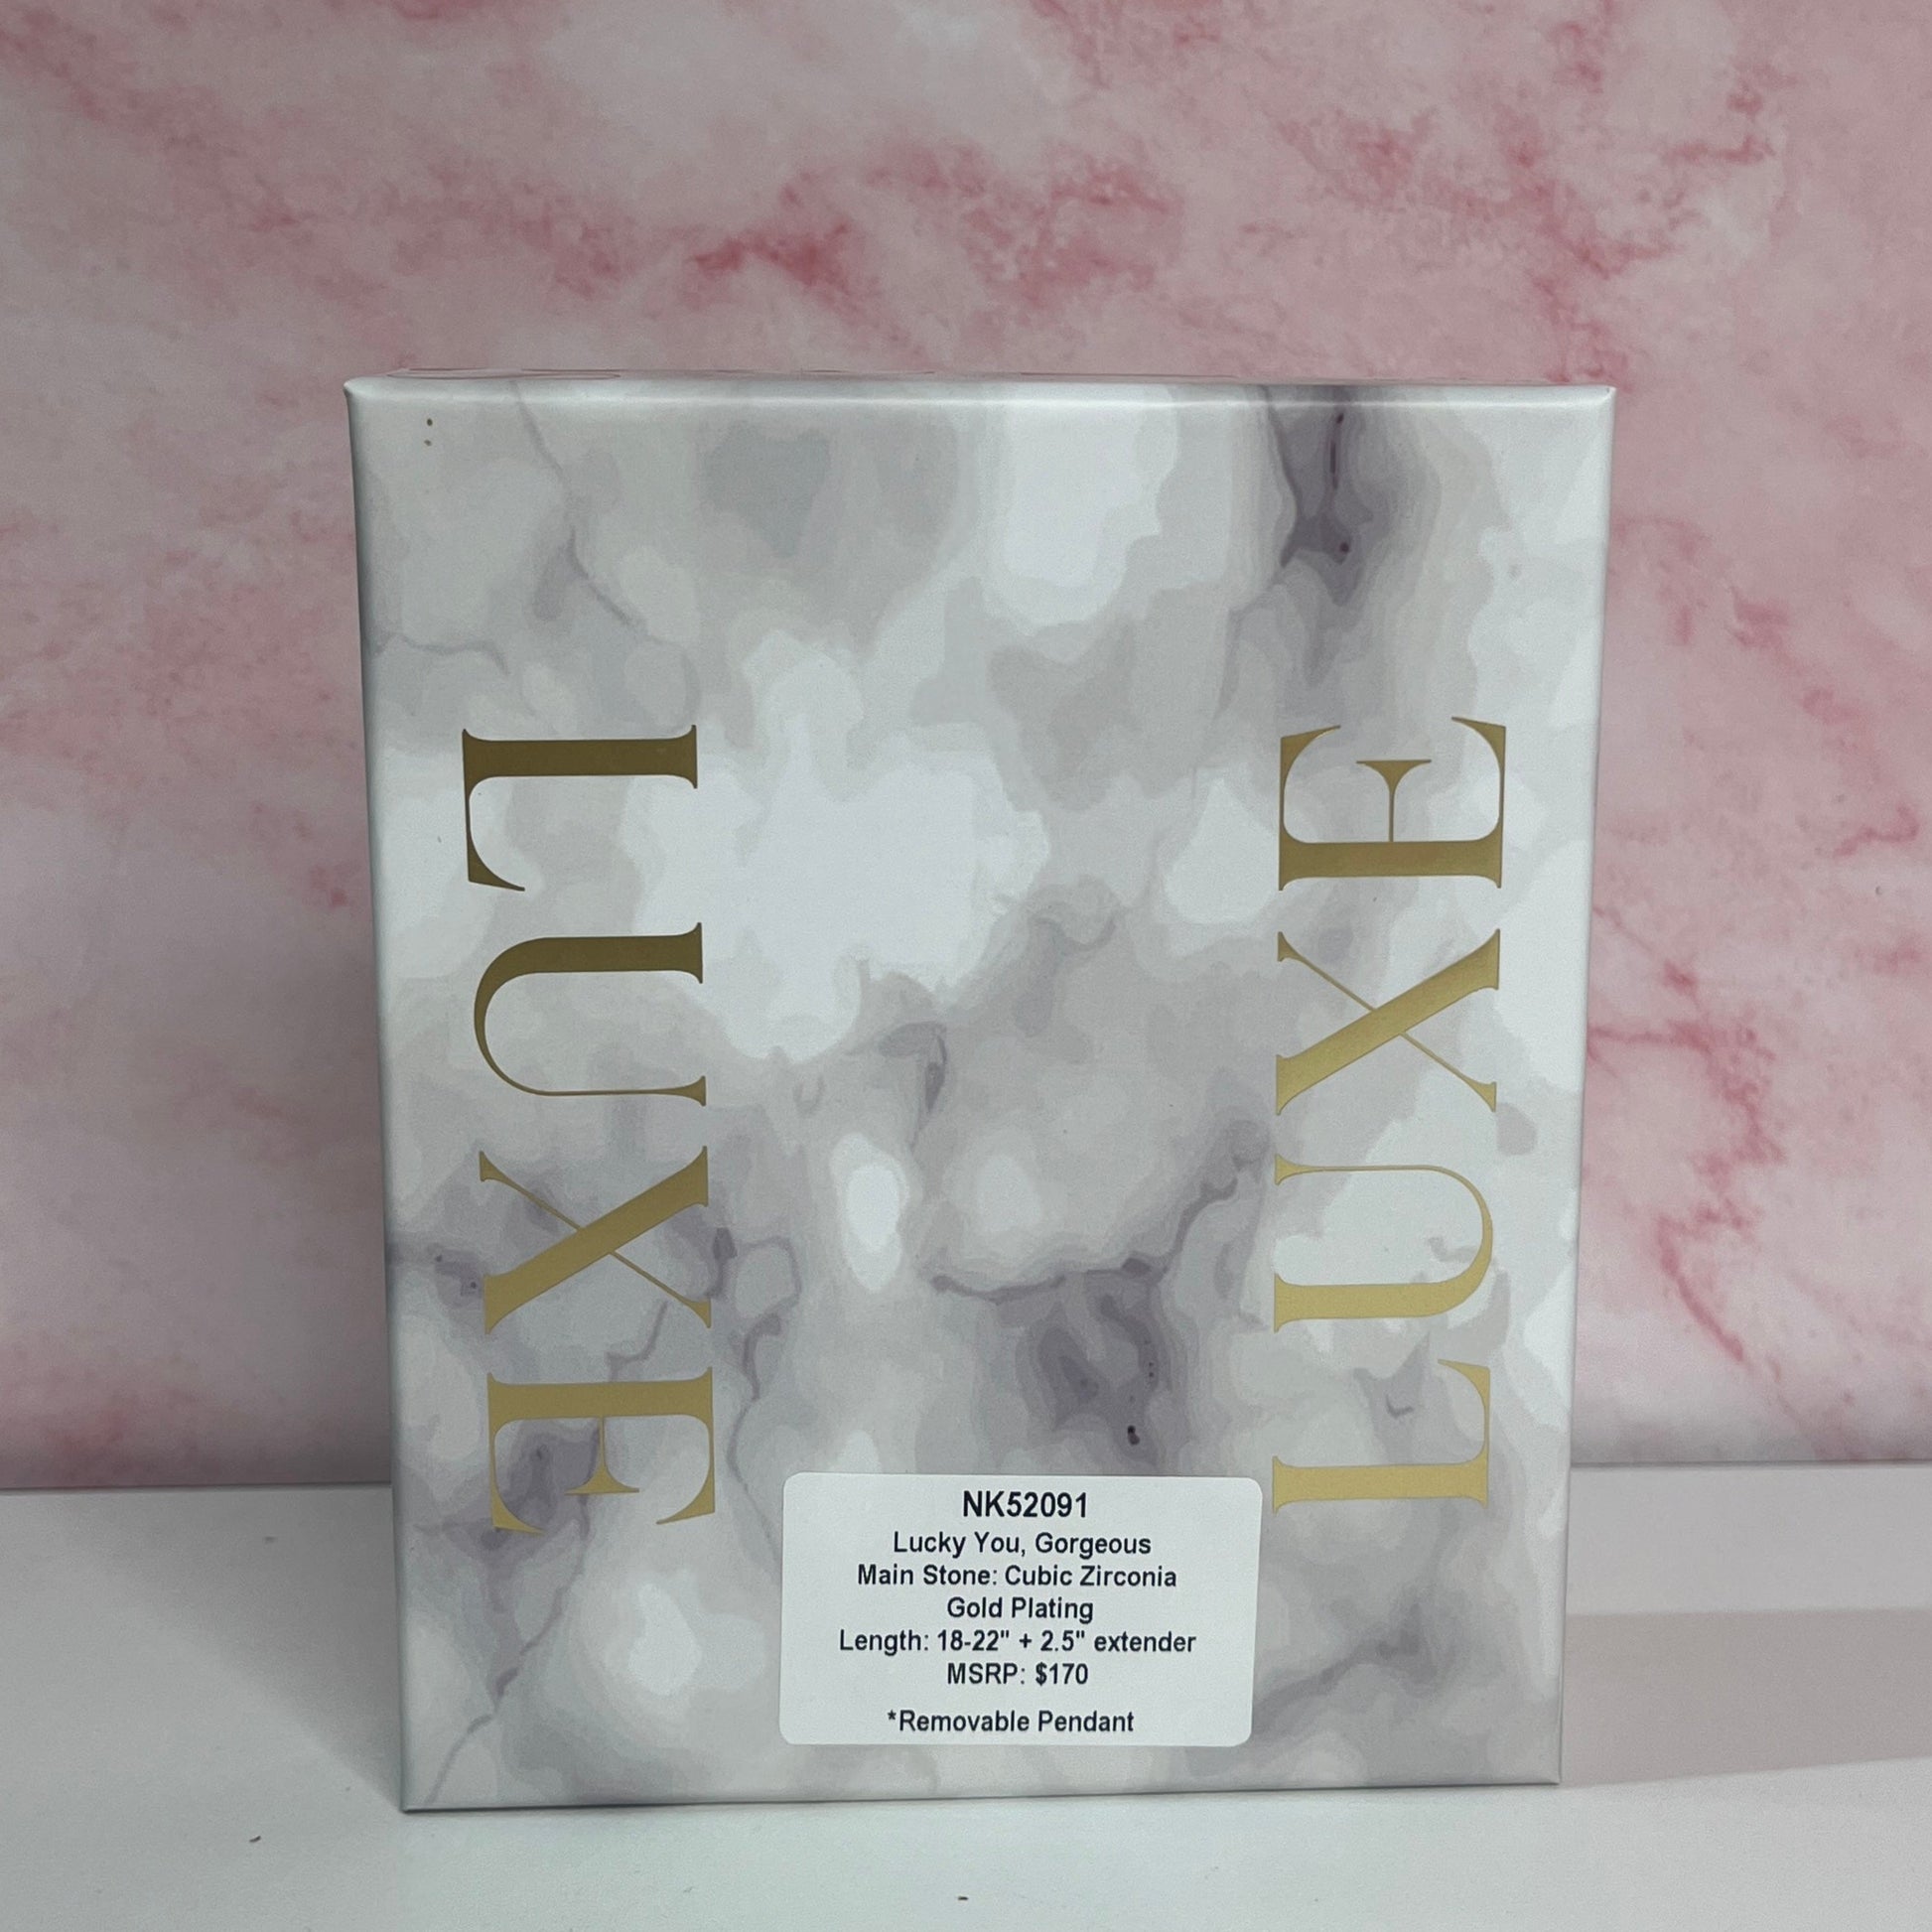 LUXE
LUXE
NK52091
Lucky You, Gorgeous
Main Stone: Cubic Zirconia
Gold Plating
Length: 18-22" + 2.5" extender
MSRP: $170
*Removable Pendant